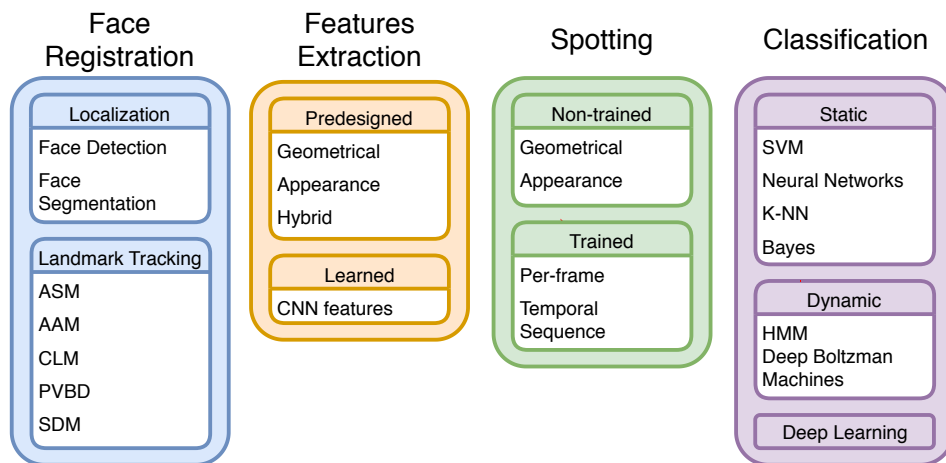 Face
Registration
Localization
Face Detection
Face
Segmentation
Landmark Tracking
ASM
AAM
CLM
PVBD
SDM
Features
Extraction
Predesigned
Geometrical
Appearance
Hybrid
Learned
CNN features
Spotting
Non-trained
Geometrical
Appearance
Trained
Per-frame
Temporal
Sequence
Classification
Static
SVM
Neural Networks
K-NN
Bayes
Dynamic
HMM
Deep Boltzman
Machines
Deep Learning